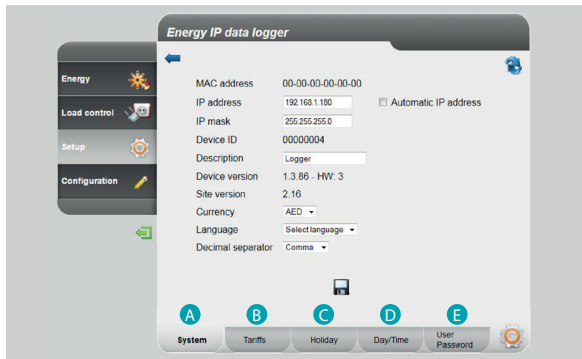 Energy IP data logger
Energy
Load control
Setup
Configuration
MAC address 00-00-00-00-00-00
IP address 192.168.1.180 Automatic IP address
IP mask 255.255.255.0
Device ID 00000004
Description Logger
Device version 1.3.86 - HW: 3
Site version 2.16
Currency AED
Language Select language
Decimal separator Comma
A B C D E
System Tariffs Holiday Day/Time User Password